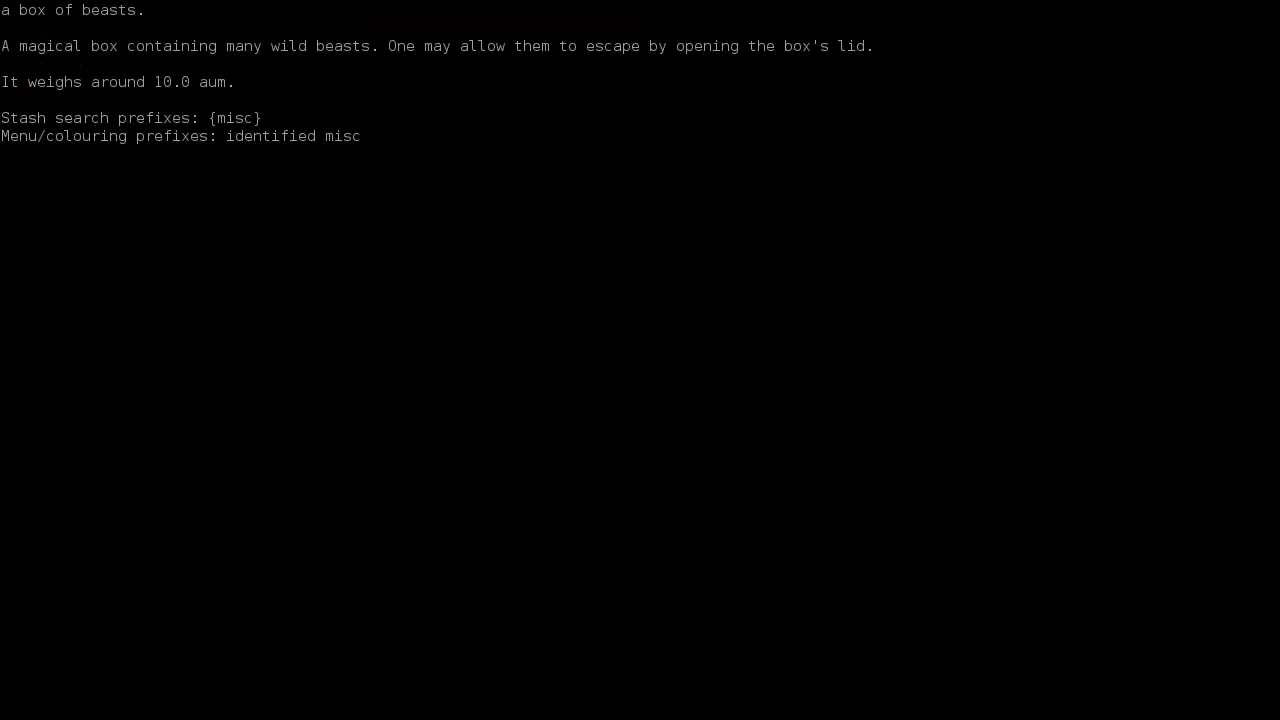 a box of beasts.
A magical box containing many wild beasts. One may allow them to escape by opening the box's lid.
It weighs around 10.0 aum.
Stash search prefixes: {misc}
Menu/colouring prefixes: identified misc